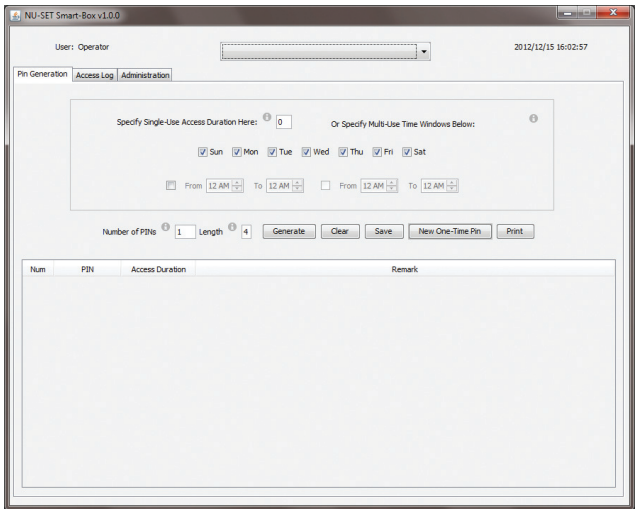 NU-SET Smart-Box v1.0.0
User: Operator
2012/12/15 16:02:57
Pin Generation Access Log Administration
Specify Single-Use Access Duration Here: 0 Or Specify Multi-Use Time Windows Below:
Sun Mon Tue Wed Thu Fri Sat
From 12 AM To 12 AM From 12 AM To 12 AM
Number of PINs 1 Length 4 Generate Clear Save New One-Time Pin Print
Num PIN Access Duration Remark